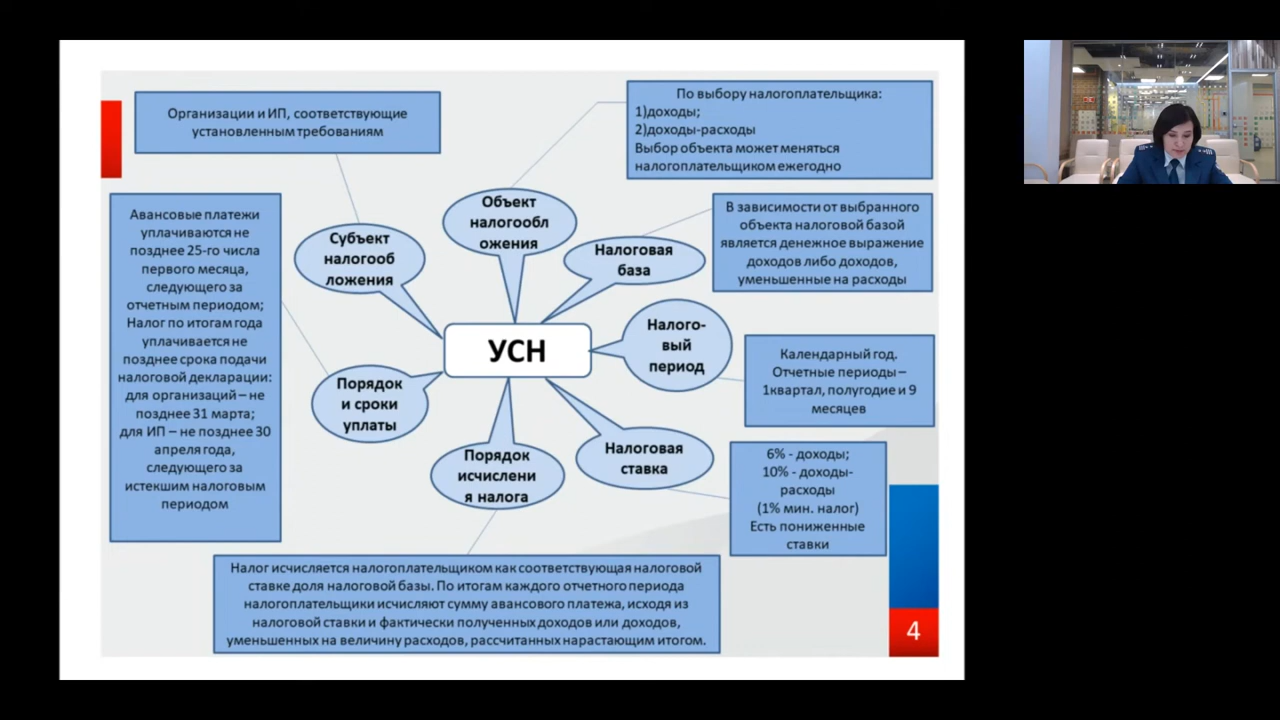 Организации и ИП, соответствующие
установленным требованиям
По выбору налогоплательщика:
1)доходы;
2)доходы-расходы
Выбор объекта может меняться
налогоплательщиком ежегодно
Авансовые платежи
уплачиваются не
позднее 25-го числа
первого месяца,
следующего за
отчетным периодом;
Налог по итогам года
уплачивается не
позднее срока подачи
налоговой декларации:
для организаций – не
позднее 31 марта;
для ИП – не позднее 30
апреля года,
следующего за
истекшим налоговым
периодом
Субъект
налогооб
ложения
Объект
налогообл
ожения
Налоговая
база
В зависимости от выбранного
объекта налоговой базой
является денежное выражение
доходов либо доходов,
уменьшенные на расходы
УСН
Налого-
вый
период
Календарный год.
Отчетные периоды –
1квартал, полугодие и 9
месяцев
Порядок
и сроки
уплаты
Порядок
исчислени
я налога
Налоговая
ставка
6% - доходы;
10% - доходы-
расходы
(1% мин. налог)
Есть пониженные
ставки
Налог исчисляется налогоплательщиком как соответствующая налоговой
ставке доля налоговой базы. По итогам каждого отчетного периода
налогоплательщики исчисляют сумму авансового платежа, исходя из
налоговой ставки и фактически полученных доходов или доходов,
уменьшенных на величину расходов, рассчитанных нарастающим итогом.
4